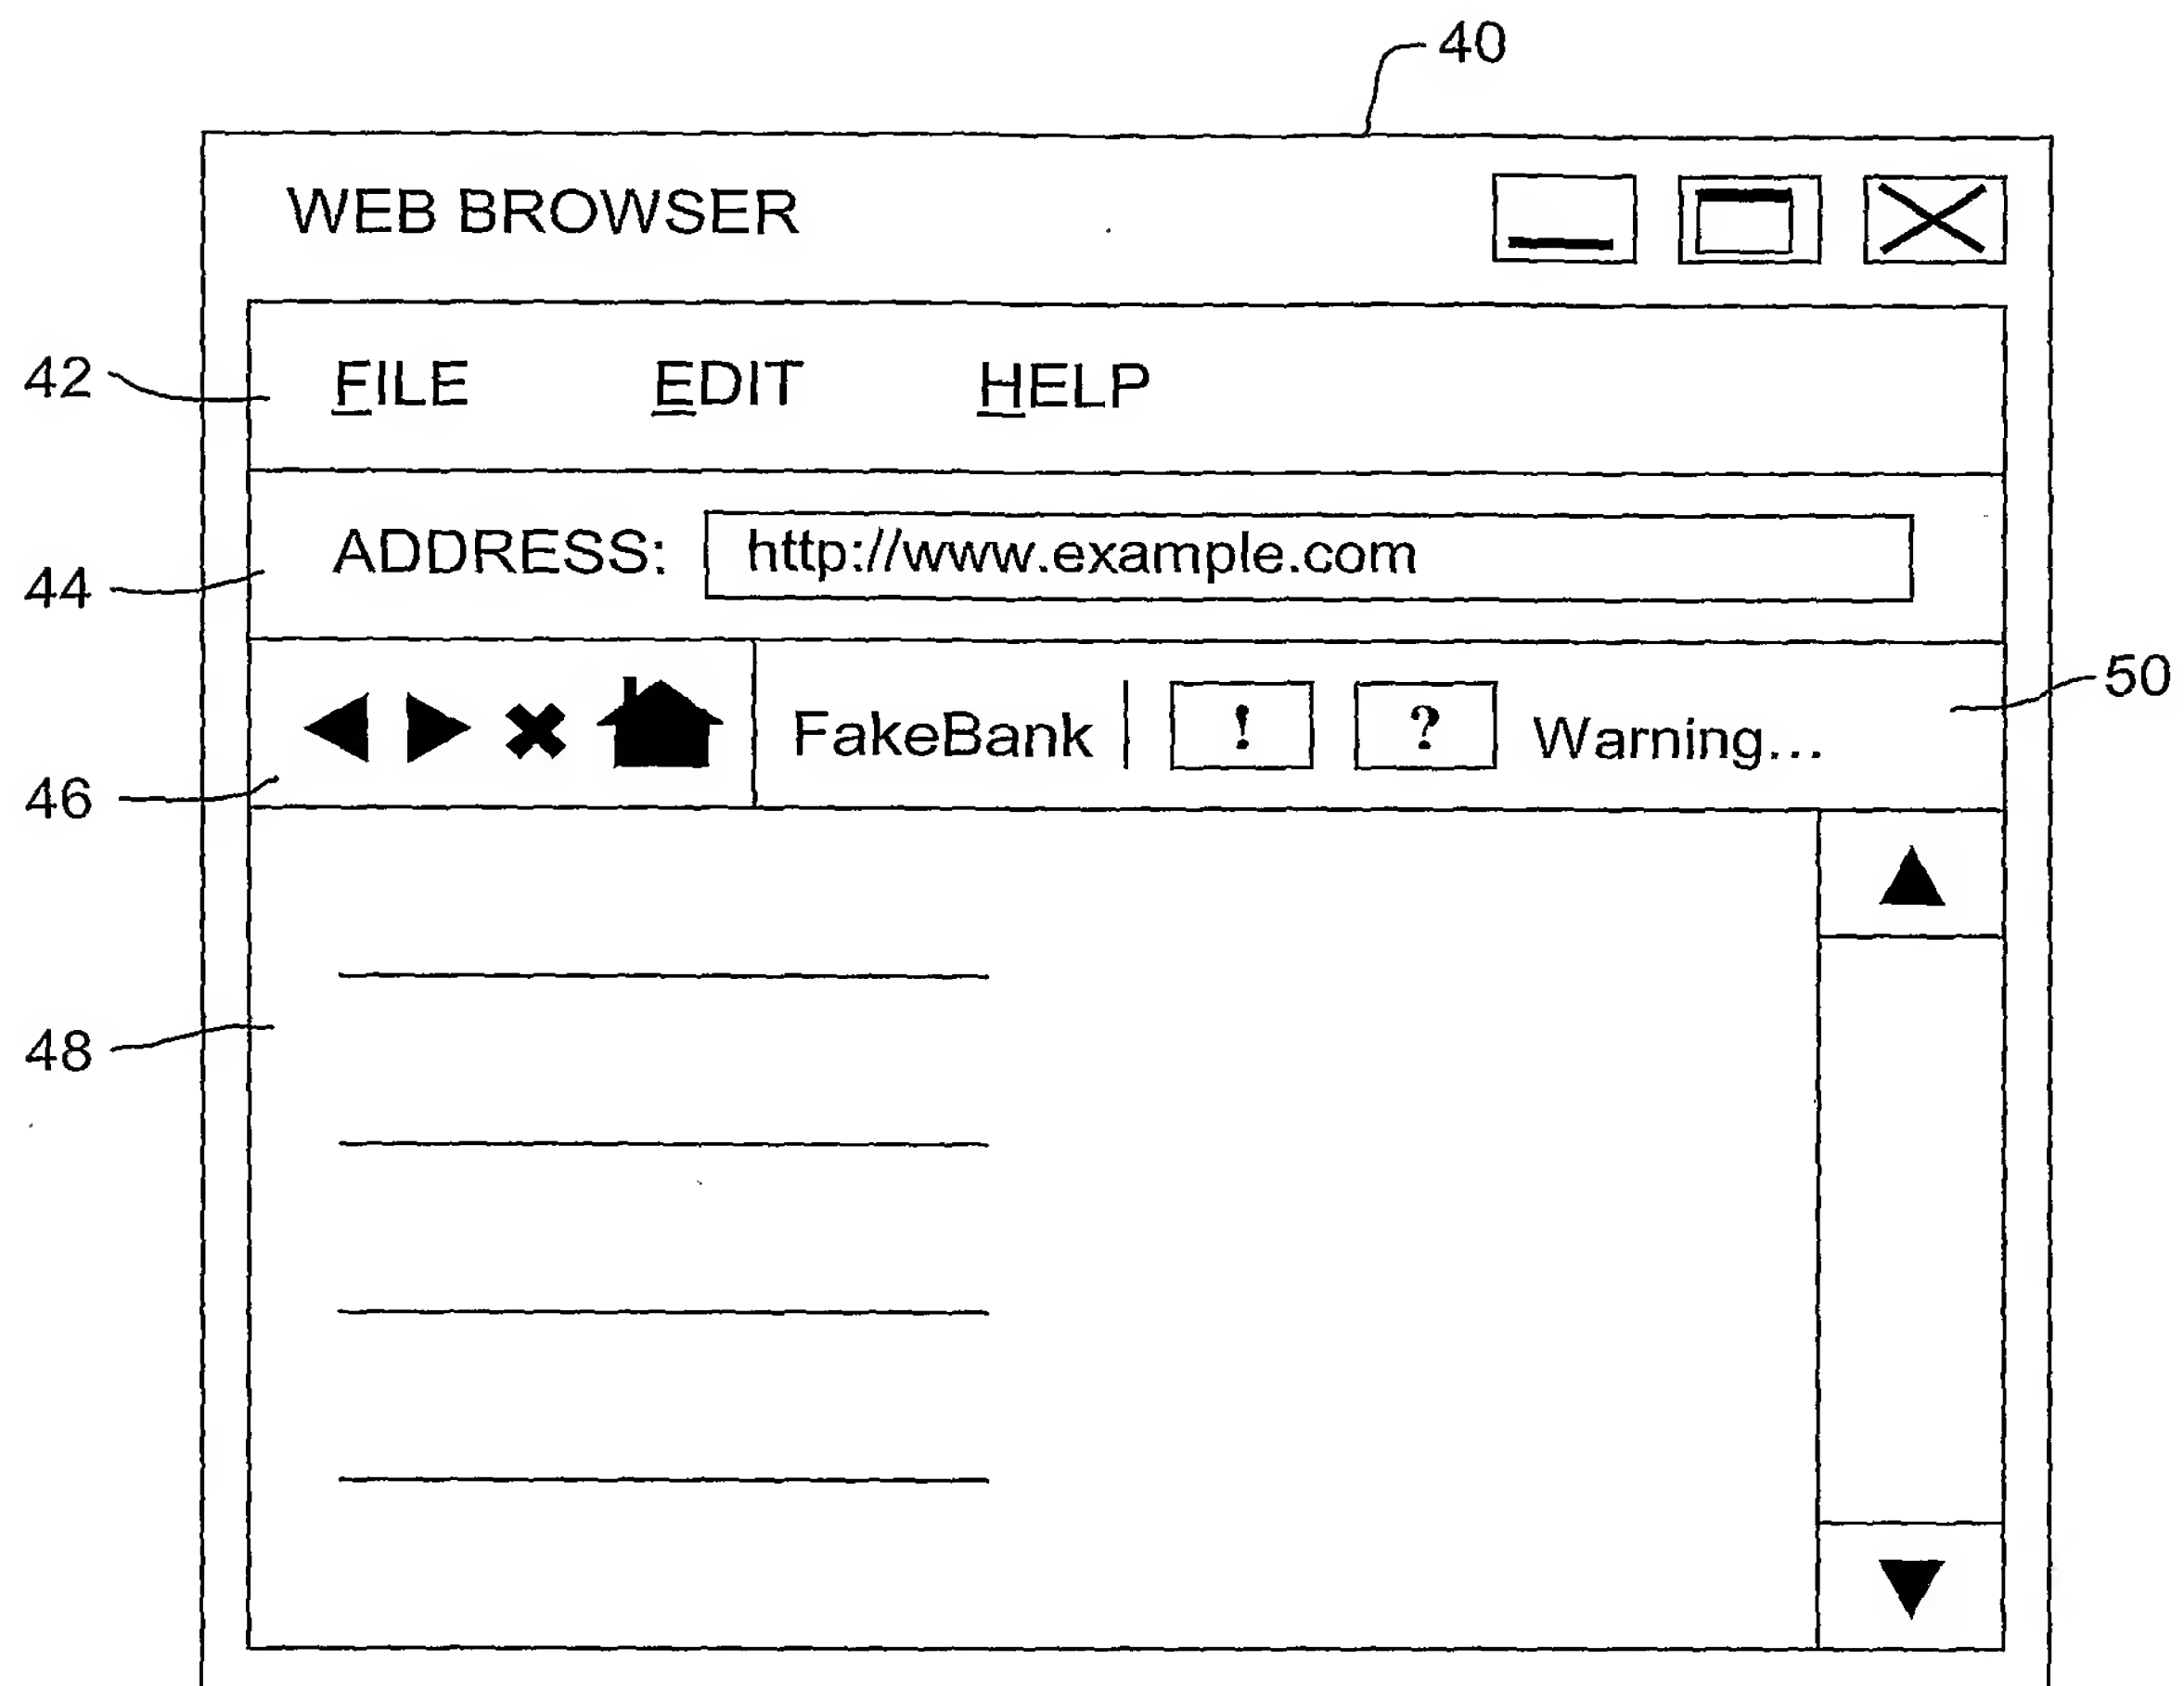 40
WEB BROWSER
42 FILE EDIT HELP
44 ADDRESS: http://www.example.com
46 FakeBank ! ? Warning... 50
48